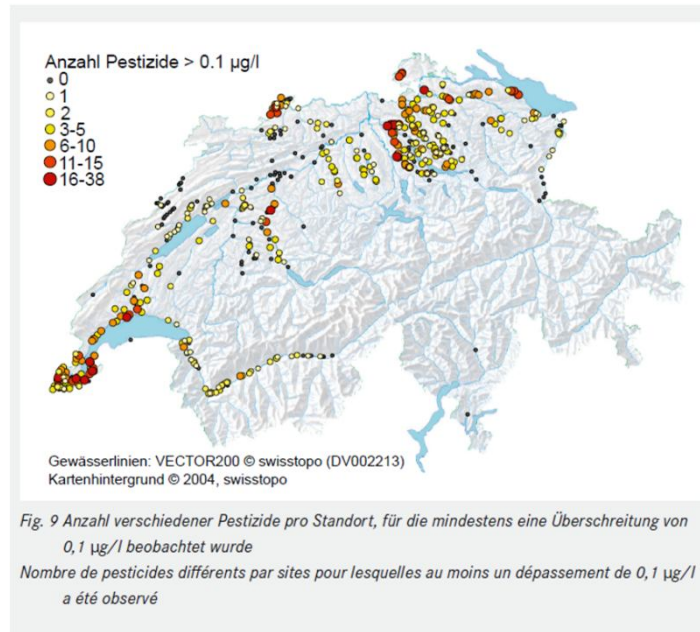 Anzahl Pestizide > 0.1 µg/l
0
1
2
3-5
6-10
11-15
16-38
Gewässerlinien: VECTOR200 © swisstopo (DV002213)
Kartenhintergrund © 2004, swisstopo
Fig. 9 Anzahl verschiedener Pestizide pro Standort, für die mindestens eine Überschreitung von
0,1 µg/l beobachtet wurde
Nombre de pesticides différents par sites pour lesquelles au moins un dépassement de 0,1 µg/l
a été observé